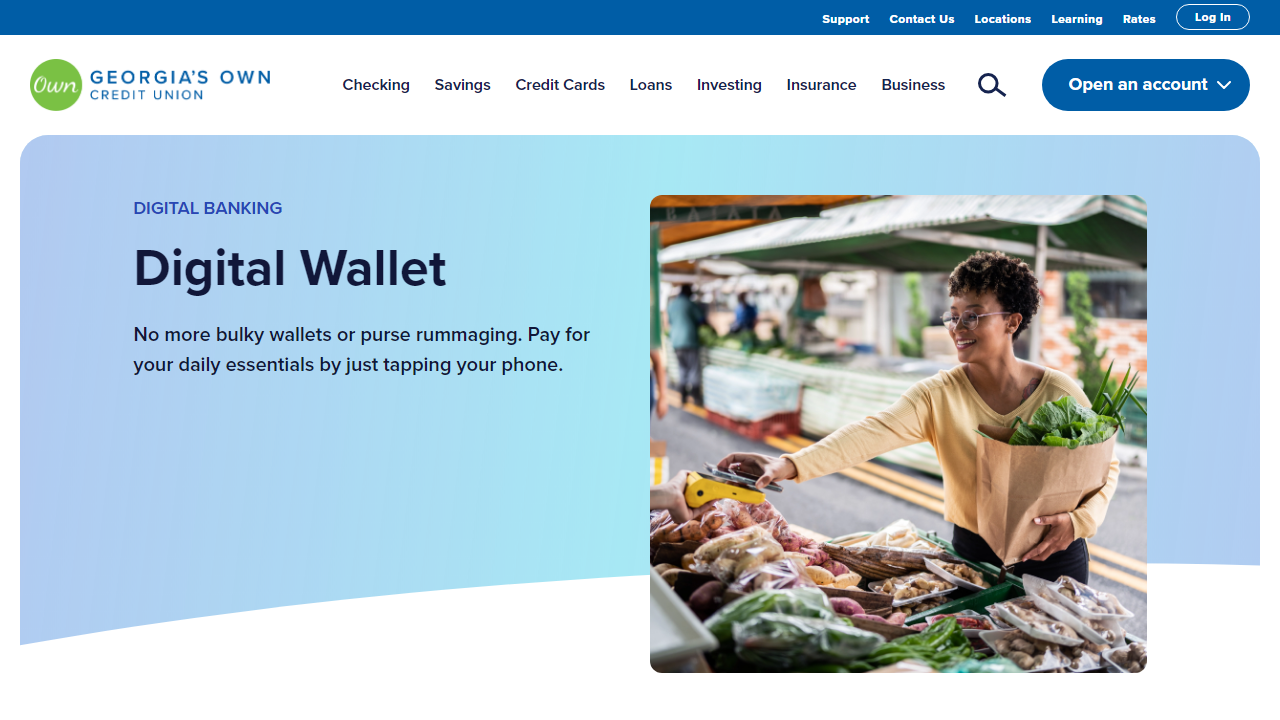 Support Contact Us Locations Learning Rates Log In
Own GEORGIA'S OWN
CREDIT UNION
Checking Savings Credit Cards Loans Investing Insurance Business Open an account
DIGITAL BANKING
Digital Wallet
No more bulky wallets or purse rummaging. Pay for
your daily essentials by just tapping your phone.
BATATA